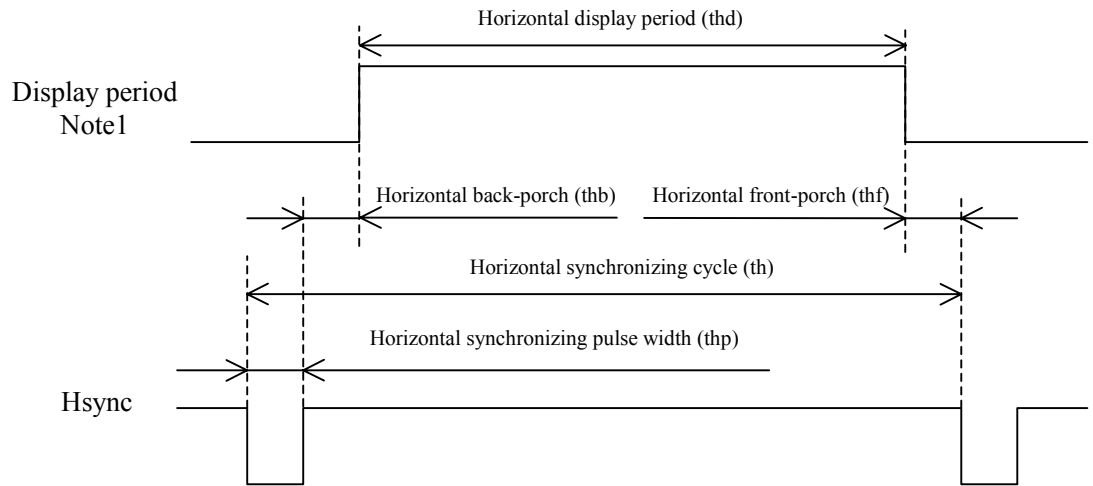 Horizontal display period (thd)
Display period
Note1
Horizontal back-porch (thb)
Horizontal front-porch (thf)
Horizontal synchronizing cycle (th)
Horizontal synchronizing pulse width (thp)
Hsync